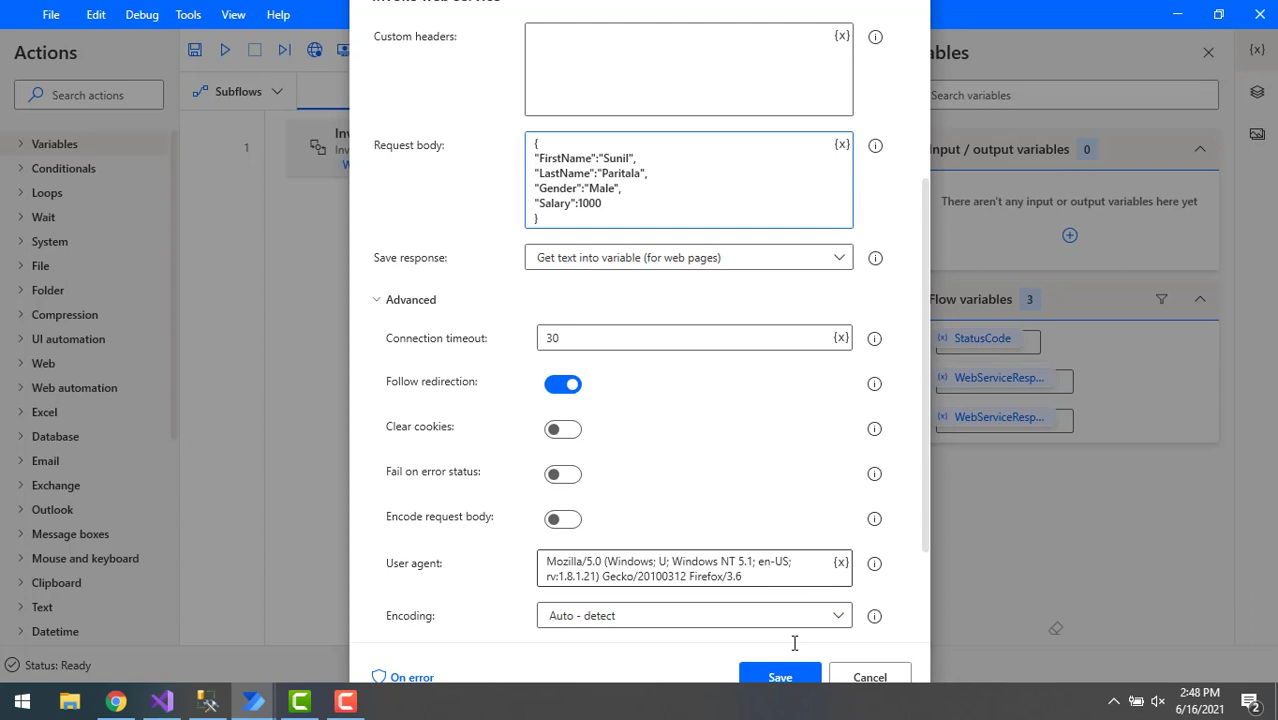 File Edit Debug Tools View Help
Actions
Search actions
Subflows
Variables
Conditionals
Loops
Wait
System
File
Folder
Compression
UI automation
Web
Web automation
Excel
Database
Email
Exchange
Outlook
Message boxes
Mouse and keyboard
Clipboard
Text
Datetime
Status: Ready
1
Custom headers:
{x}
Request body:
{
"FirstName":"Sunil",
"LastName":"Paritala",
"Gender":"Male",
"Salary":1000
}
{x}
Save response:
Get text into variable (for web pages)
Advanced
Connection timeout:
30
{x}
Follow redirection:
Clear cookies:
Fail on error status:
Encode request body:
User agent:
Mozilla/5.0 (Windows; U; Windows NT 5.1; en-US;
rv:1.8.1.21) Gecko/20100312 Firefox/3.6
{x}
Encoding:
Auto - detect
On error
Save
Cancel
{x}
Search variables
Input / output variables 0
There aren't any input or output variables here yet
Flow variables 3
{x} StatusCode
{x} WebServiceResp...
{x} WebServiceResp...
2:48 PM
6/16/2021
2